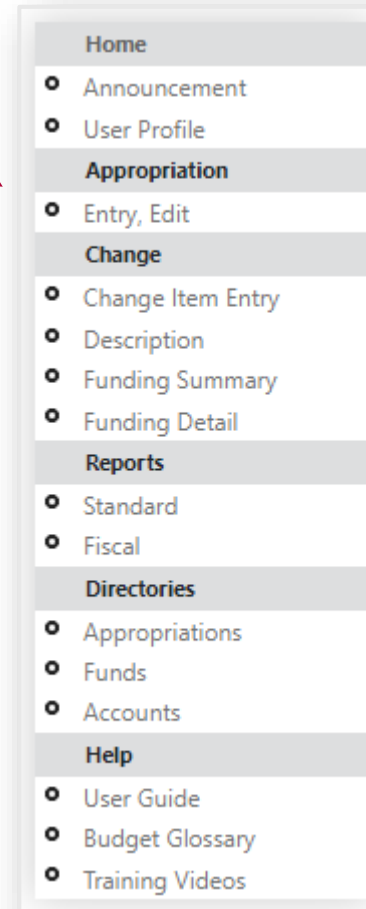 Home
Announcement
User Profile
Appropriation
Entry, Edit
Change
Change Item Entry
Description
Funding Summary
Funding Detail
Reports
Standard
Fiscal
Directories
Appropriations
Funds
Accounts
Help
User Guide
Budget Glossary
Training Videos